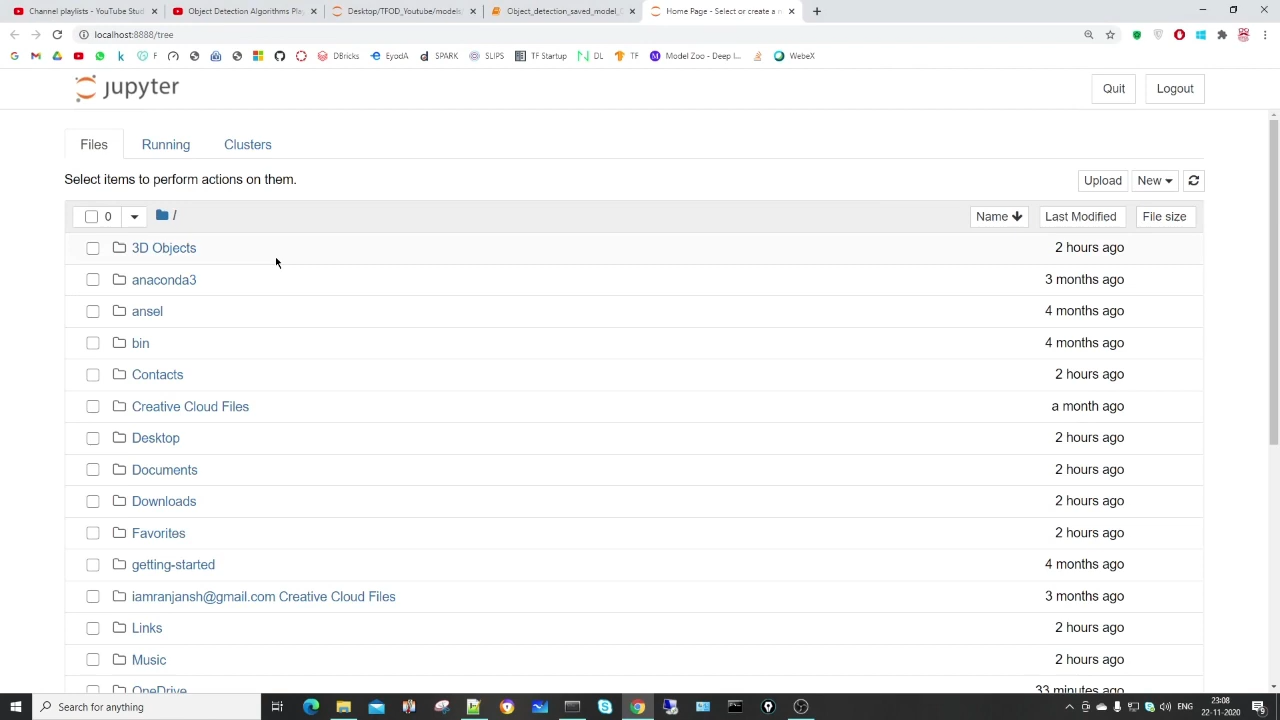 Channel playlists - YouTube Studi
Object Detection Algorithms Pla
Desktop/TFOD_Youtube/models
Object_detection_saved_model_
Home Page - Select or create a n
localhost:8888/tree
F
DBricks
EyodA
SPARK
SLIPS
TF Startup
DL
TF
Model Zoo - Deep l...
WebeX
jupyter
Quit
Logout
Files
Running
Clusters
Select items to perform actions on them.
Upload
New
0
/
Name
Last Modified
File size
3D Objects
2 hours ago
anaconda3
3 months ago
ansel
4 months ago
bin
4 months ago
Contacts
2 hours ago
Creative Cloud Files
a month ago
Desktop
2 hours ago
Documents
2 hours ago
Downloads
2 hours ago
Favorites
2 hours ago
getting-started
4 months ago
iamranjansh@gmail.com Creative Cloud Files
3 months ago
Links
2 hours ago
Music
2 hours ago
OneDrive
33 minutes ago
Search for anything
ENG
23:08
22-11-2020